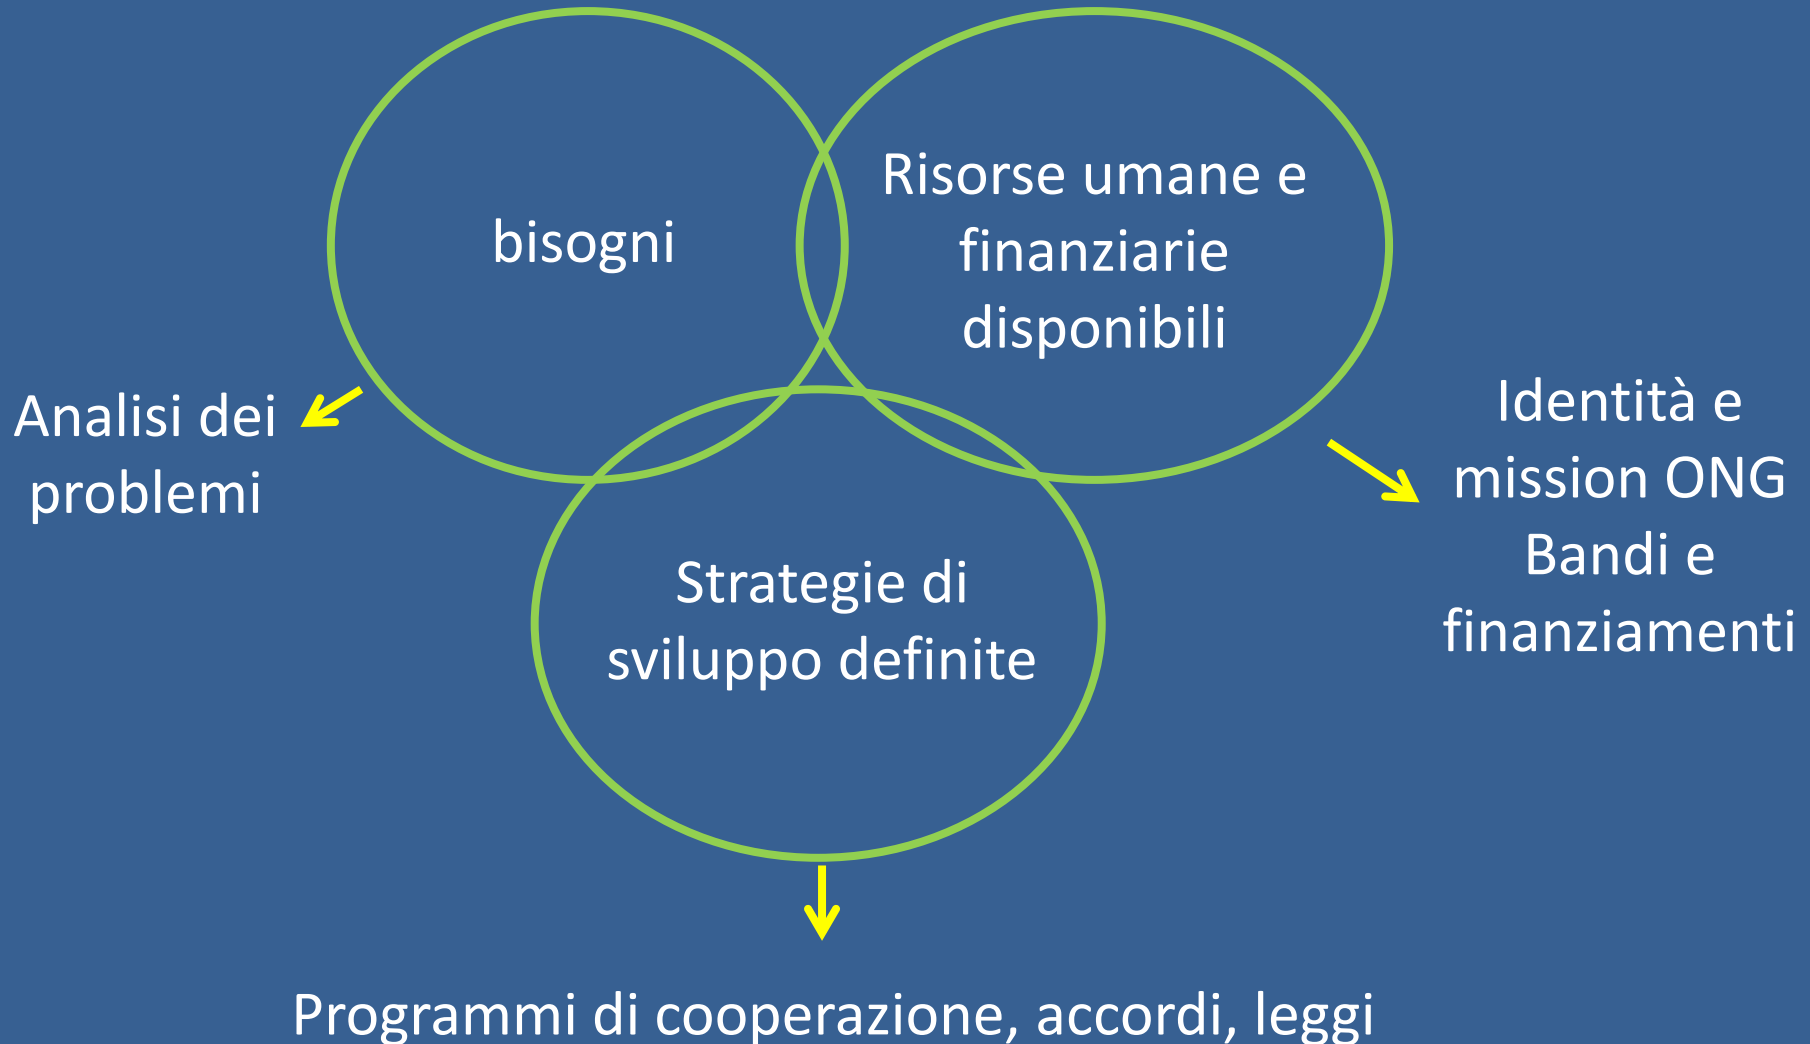 bisogni
Risorse umane e
finanziarie
disponibili
Analisi dei
problemi
Identità e
mission ONG
Bandi e
finanziamenti
Strategie di
sviluppo definite
Programmi di cooperazione, accordi, leggi